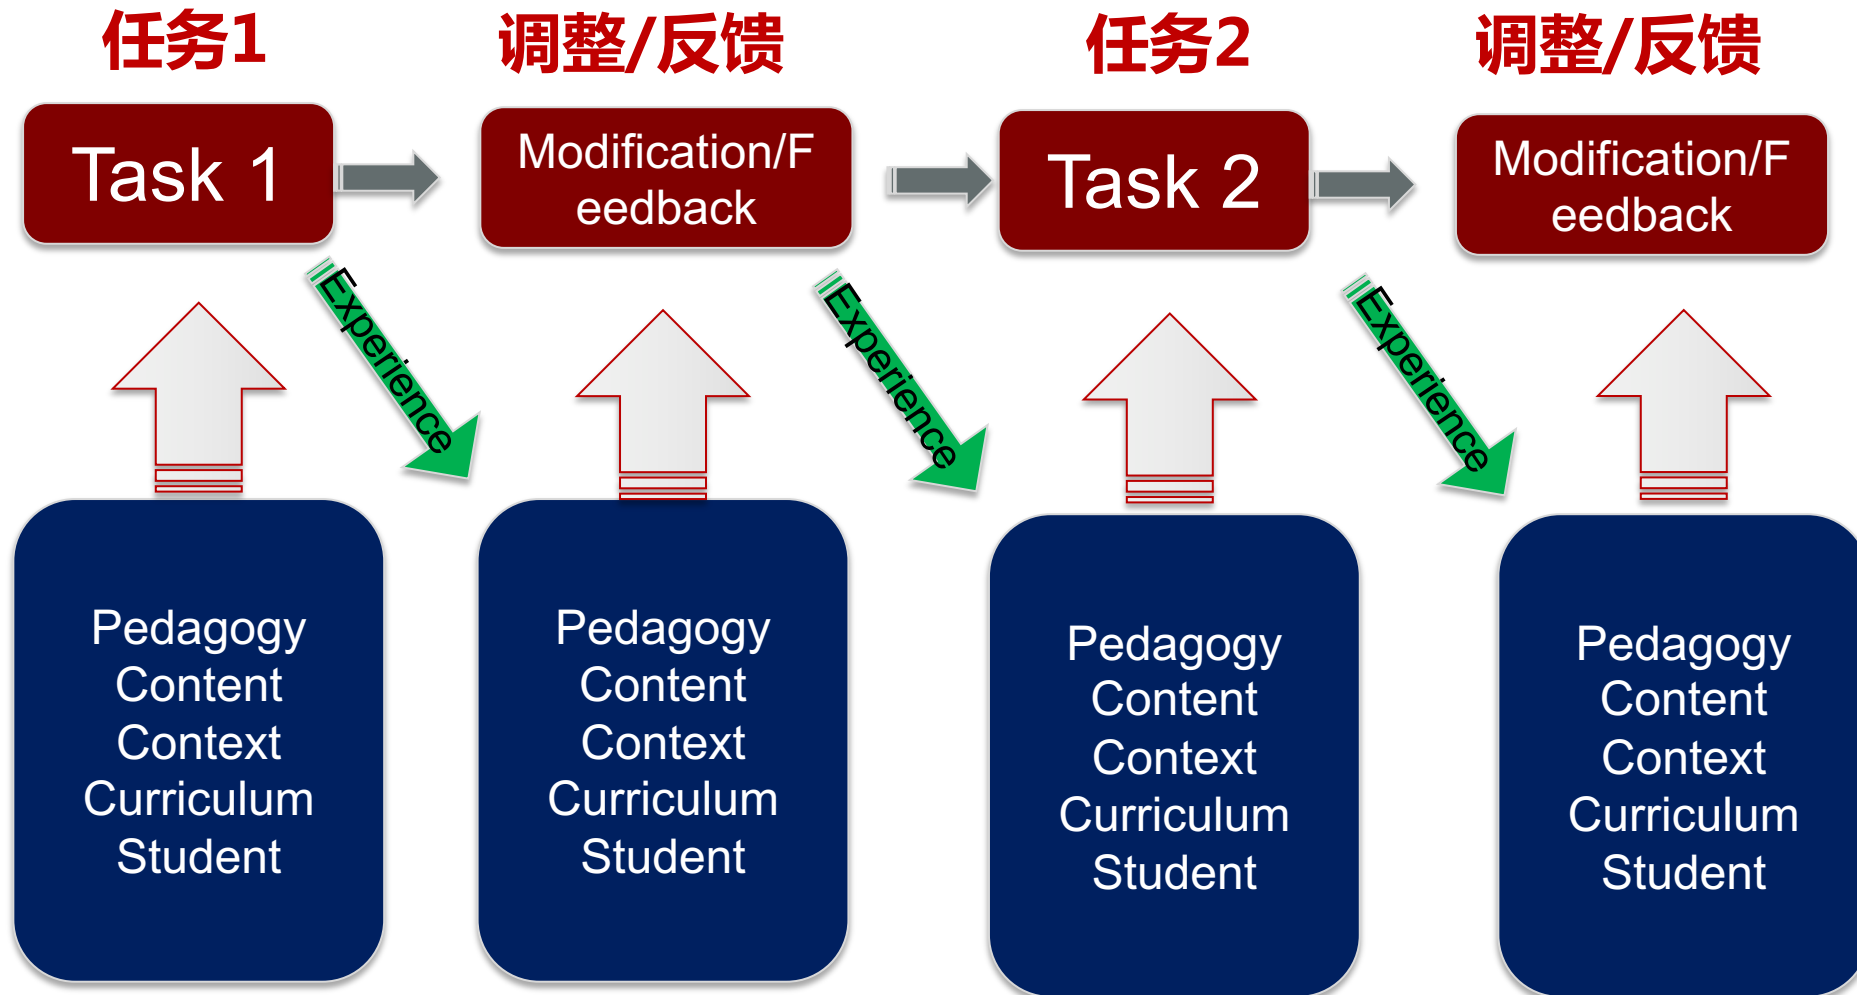 任务1
调整/反馈
任务2
调整/反馈
Task 1
Modification/F
eedback
Task 2
Modification/F
eedback
Experience
Experience
Experience
Pedagogy
Content
Context
Curriculum
Student
Pedagogy
Content
Context
Curriculum
Student
Pedagogy
Content
Context
Curriculum
Student
Pedagogy
Content
Context
Curriculum
Student